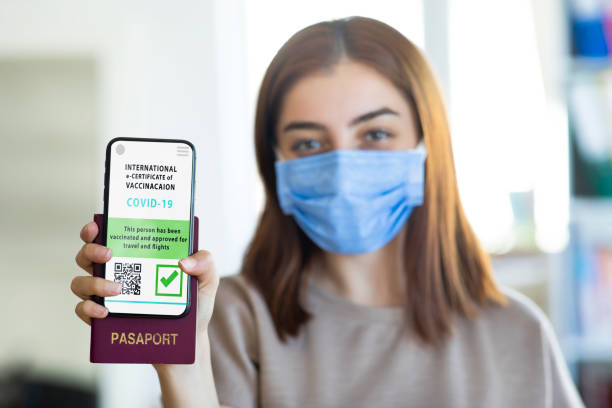 INTERNATIONAL
e-CERTIFICATE of
VACCINACAION
COVID-19
This person has been
vaccinated and approved for
travel and flights
PASAPORT